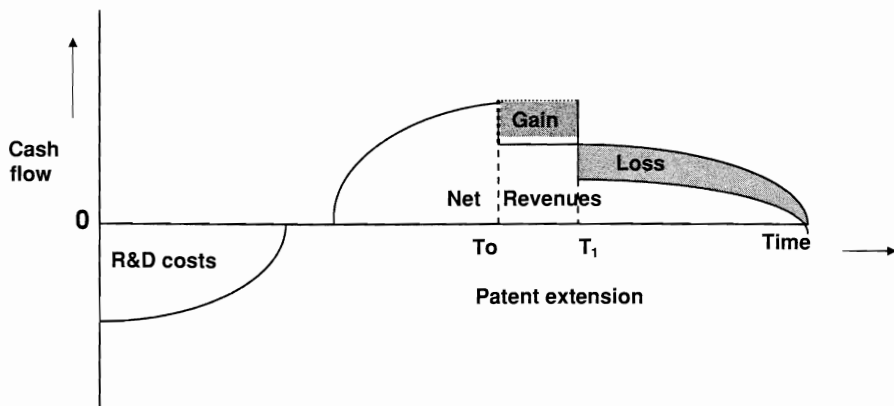 Cash
flow
Gain
Loss
Net Revenues
0
To T₁ Time
R&D costs
Patent extension